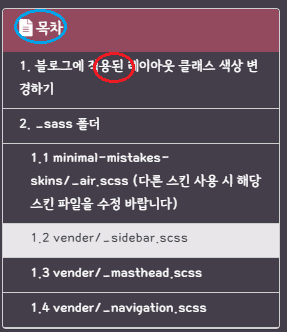 목차
1. 블로그에 적용된 레이아웃 클래스 색상 변
경하기
2. _sass 폴더
1.1 minimal-mistakes-
skins/_air.scss (다른 스킨 사용 시 해당
스킨 파일을 수정 바랍니다)
1.2 vender/_sidebar.scss
1.3 vender/_masthead.scss
1.4 vender/_navigation.scss